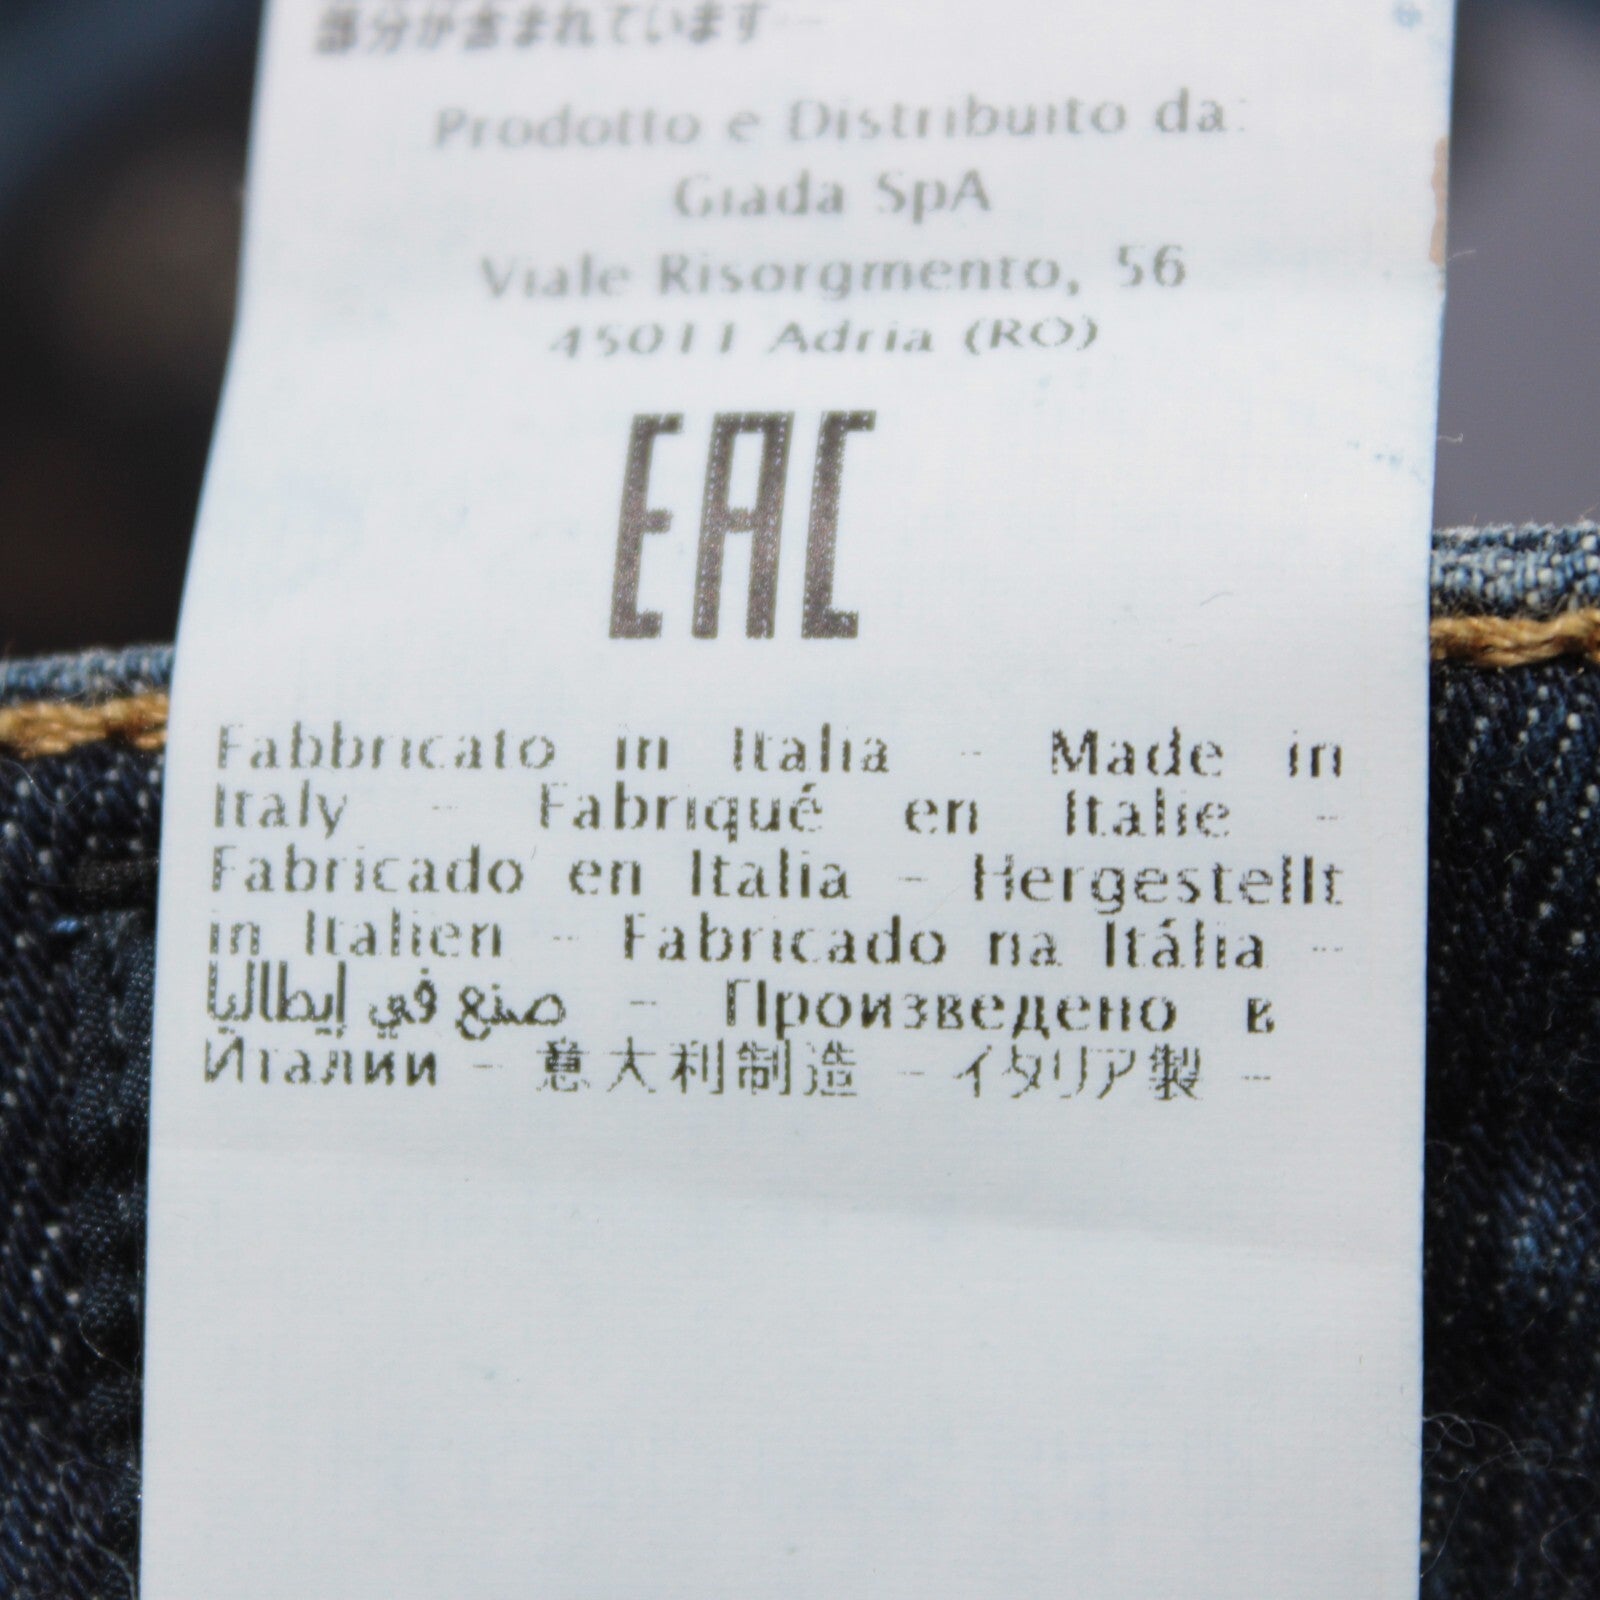 部分が含まれています --
Prodotto e Distribuito da:
Giada SpA
Viale Risorgmento, 56
45011 Adria (RO)
EAC
Fabbricato in Italia - Made in
Italy - Fabriqué en Italie -
Fabricado en Italia - Hergestellt
in Italien - Fabricado na Itália -
صنع في إيطاليا - Произведено в
Италии - 意大利制造 - イタリア製 -